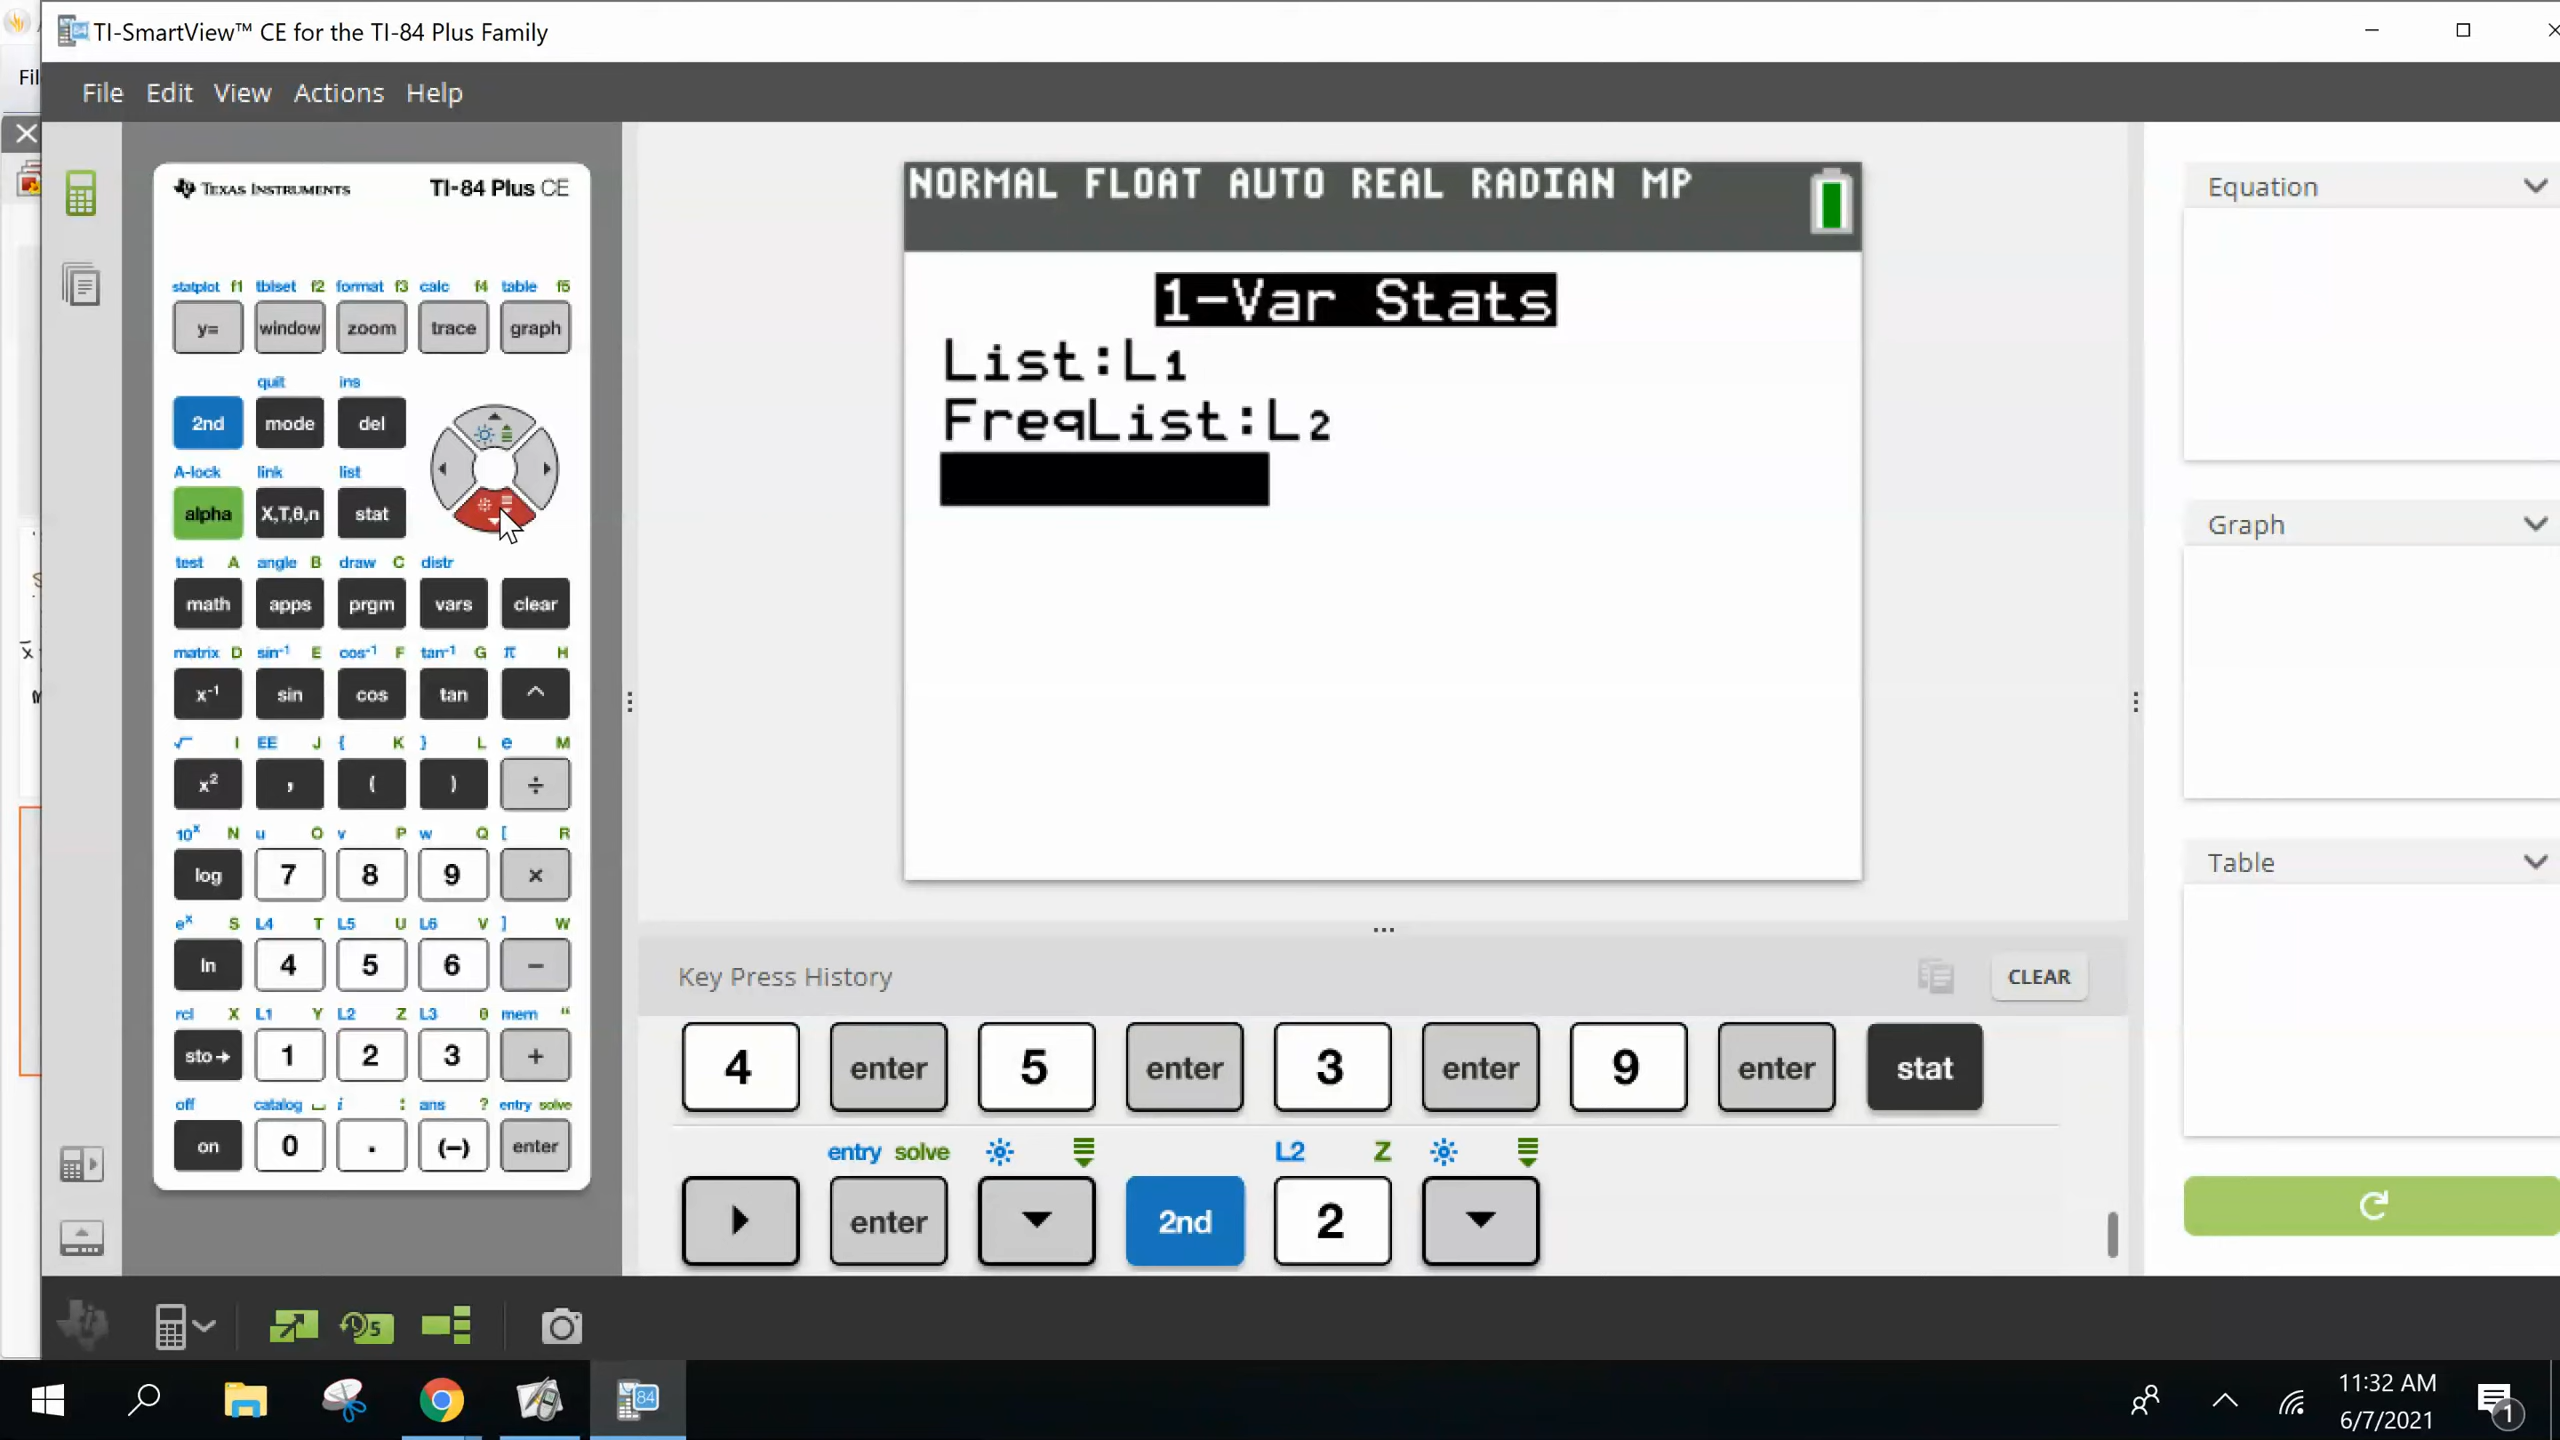 TI-SmartView™ CE for the TI-84 Plus Family
File Edit View Actions Help
TEXAS INSTRUMENTS TI-84 Plus CE
statplot f1 tblset f2 format f3 calc f4 table f5
y= window zoom trace graph
quit ins
2nd mode del
A-lock link list
alpha X,T,θ,n stat
test A angle B draw C distr
math apps prgm vars clear
matrix D sin⁻¹ E cos⁻¹ F tan⁻¹ G π H
x⁻¹ sin cos tan ^
√ I EE J { K } L e M
x² , ( ) ÷
10ˣ N u O v P w Q [ R
log 7 8 9 ×
eˣ S L4 T L5 U L6 V ] W
ln 4 5 6 −
rcl X L1 Y L2 Z L3 θ mem "
sto→ 1 2 3 +
off catalog i : ans ? entry solve
on 0 . (−) enter
NORMAL FLOAT AUTO REAL RADIAN MP
1-Var Stats
List:L1
FreqList:L2
Key Press History
CLEAR
4 enter 5 enter 3 enter 9 enter stat
entry solve L2 Z
enter 2nd 2
Equation
Graph
Table
11:32 AM
6/7/2021
1
84
5